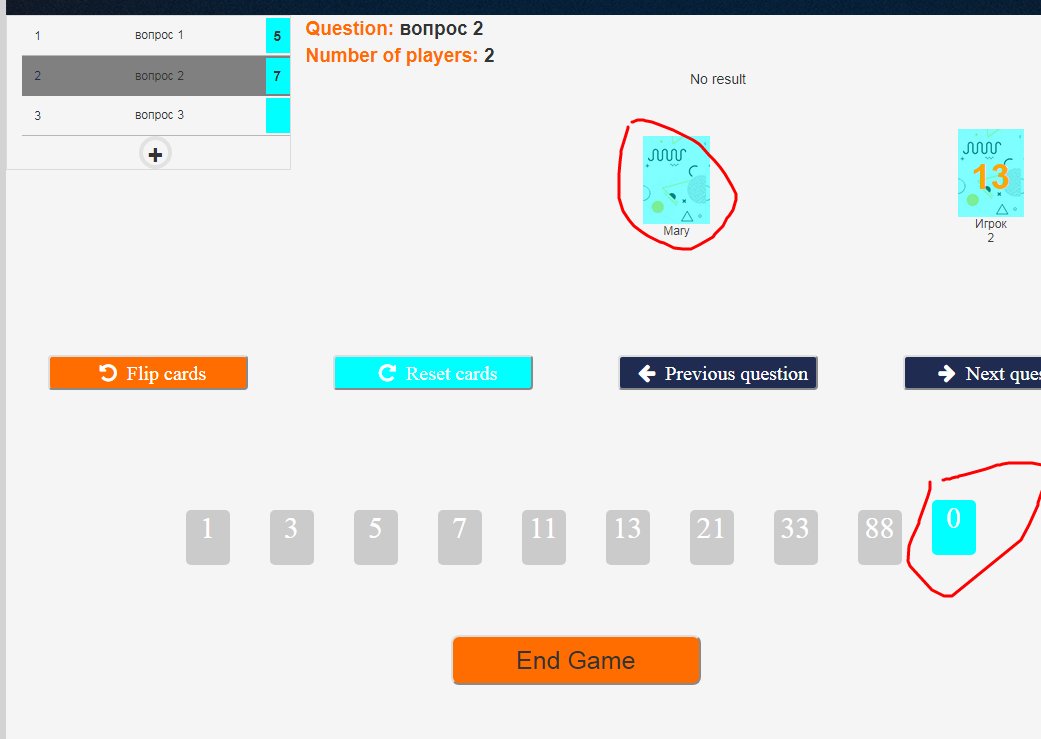 1 вопрос 1 5
2 вопрос 2 7
3 вопрос 3
Question: вопрос 2
Number of players: 2
No result
Mary
13
Игрок
2
Flip cards
Reset cards
Previous question
Next ques
1 3 5 7 11 13 21 33 88 0
End Game